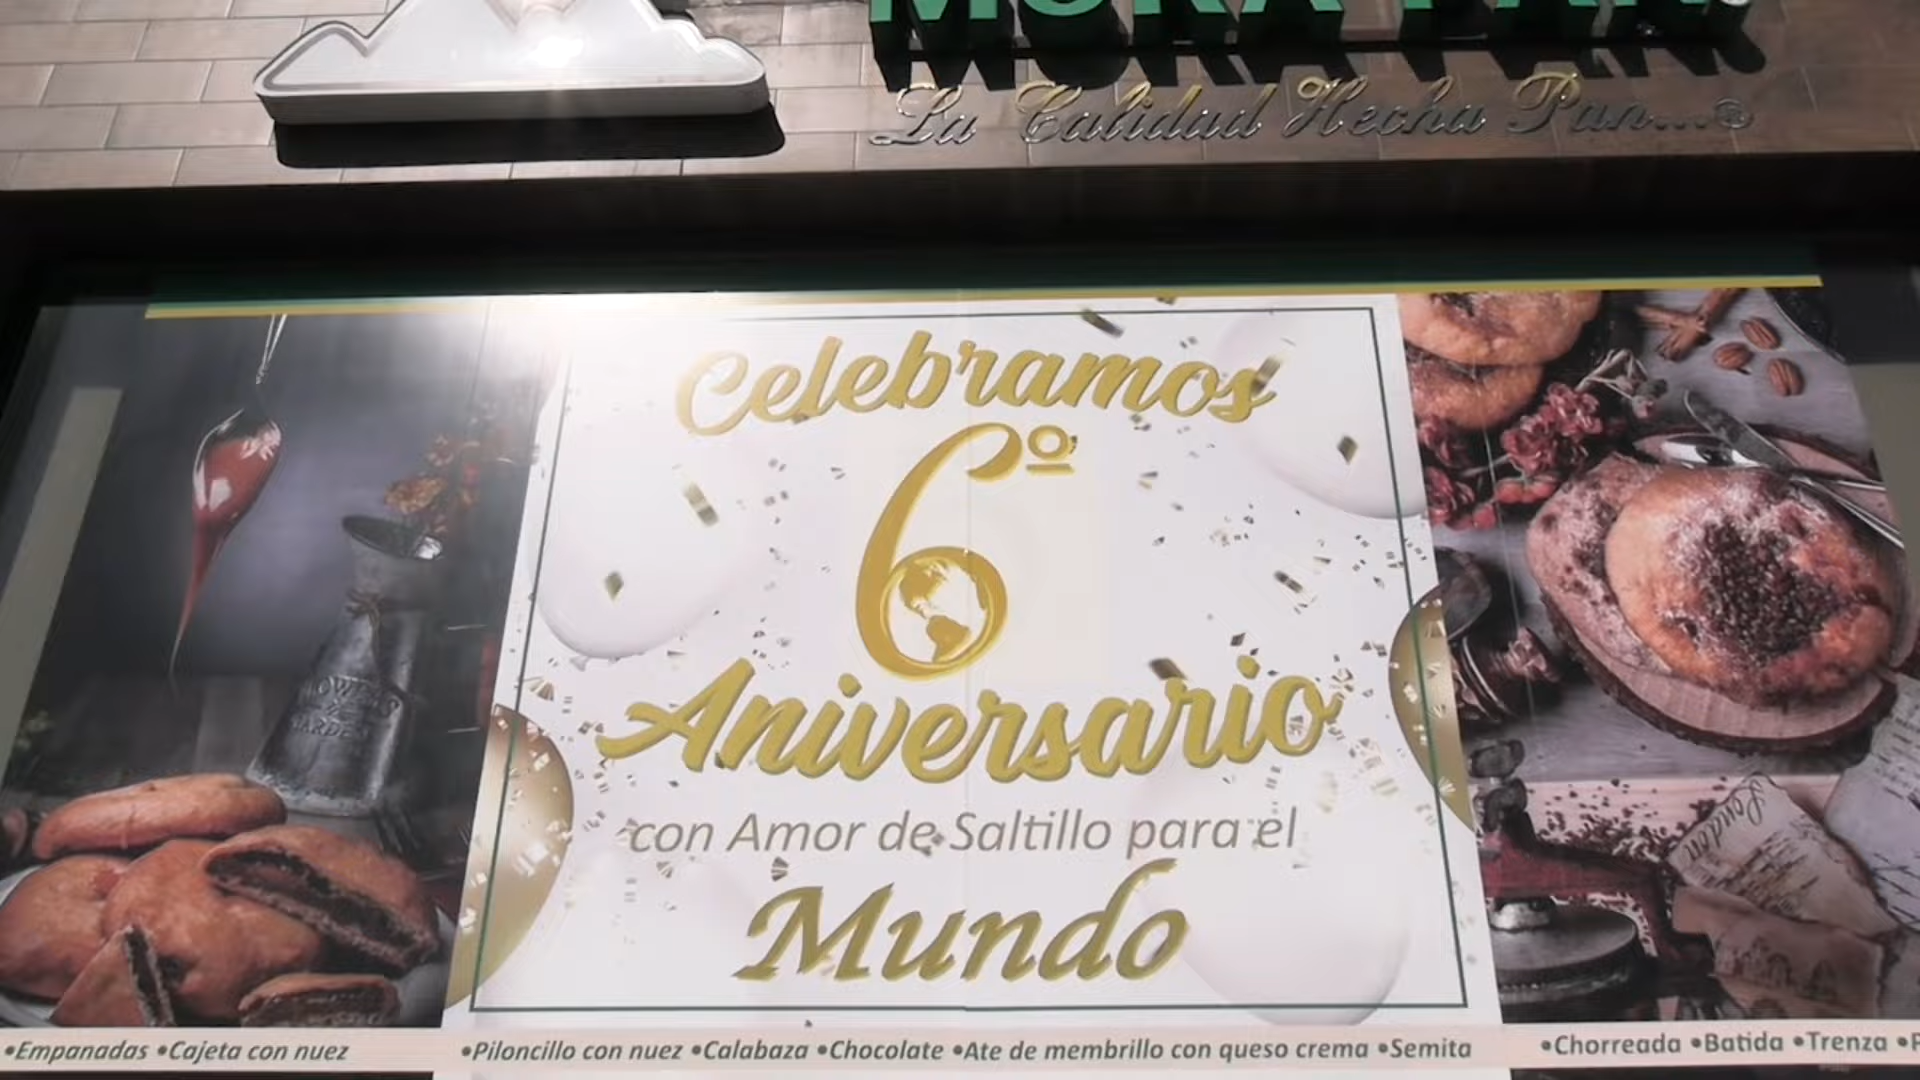 La Calidad Hecha Pan...®
Celebramos
6º
Aniversario
con Amor de Saltillo para el
Mundo
London
•Empanadas •Cajeta con nuez •Piloncillo con nuez •Calabaza •Chocolate •Ate de membrillo con queso crema •Semita •Chorreada •Batida •Trenza